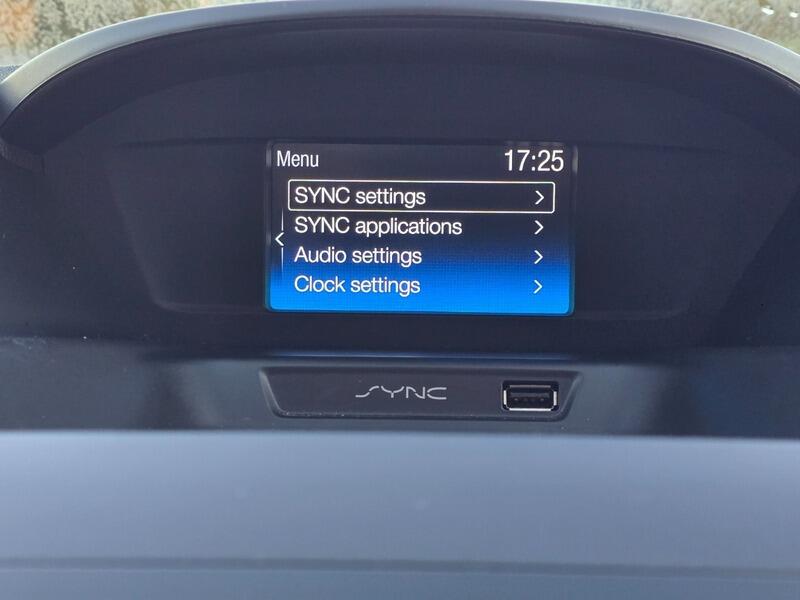 Menu 17:25
SYNC settings
SYNC applications
Audio settings
Clock settings
SYNC